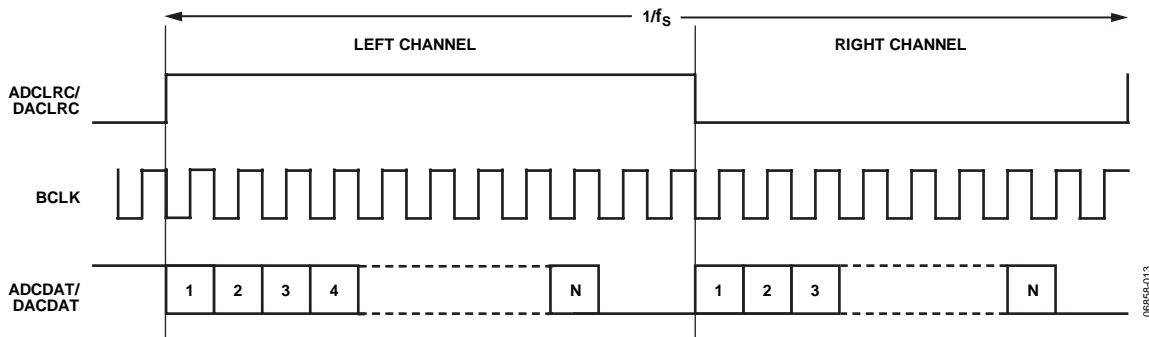 1/fS
LEFT CHANNEL
RIGHT CHANNEL
ADCLRC/
DACLRC
BCLK
ADCDAT/
DACDAT
1 2 3 4 N 1 2 3 N
06858-013